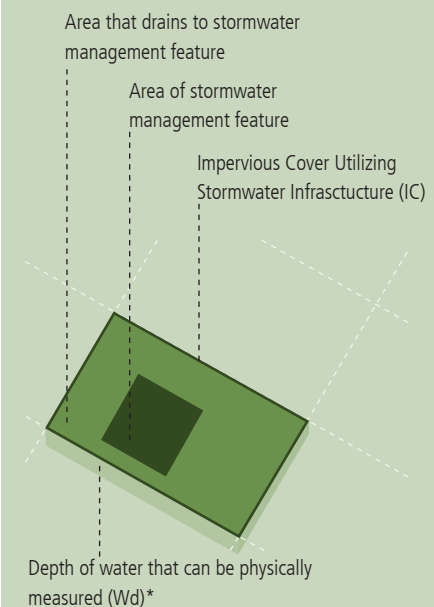 Area that drains to stormwater
management feature
Area of stormwater
management feature
Impervious Cover Utilizing
Stormwater Infrasctucture (IC)
Depth of water that can be physically
measured (Wd)*